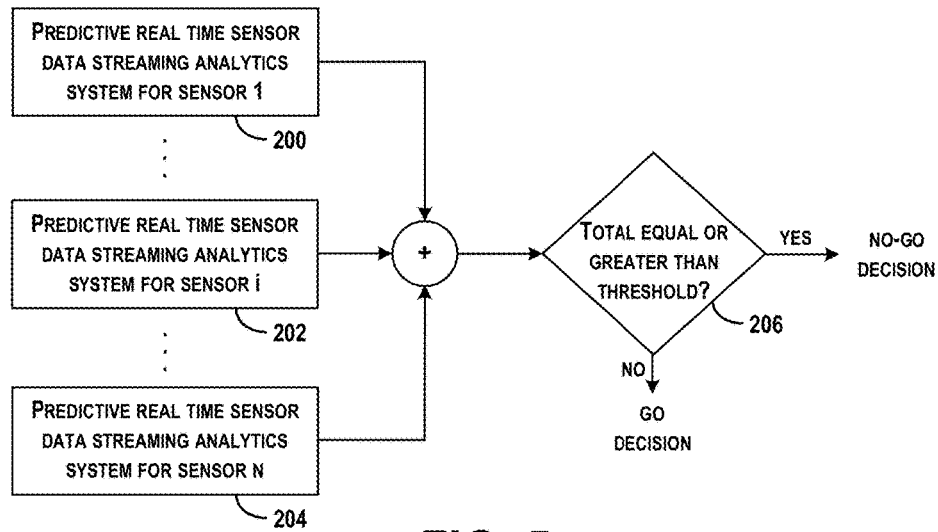 PREDICTIVE REAL TIME SENSOR
DATA STREAMING ANALYTICS
SYSTEM FOR SENSOR 1
200
PREDICTIVE REAL TIME SENSOR
DATA STREAMING ANALYTICS
SYSTEM FOR SENSOR i
202
PREDICTIVE REAL TIME SENSOR
DATA STREAMING ANALYTICS
SYSTEM FOR SENSOR N
204
+
TOTAL EQUAL OR
GREATER THAN
THRESHOLD?
206
YES
NO-GO
DECISION
NO
GO
DECISION